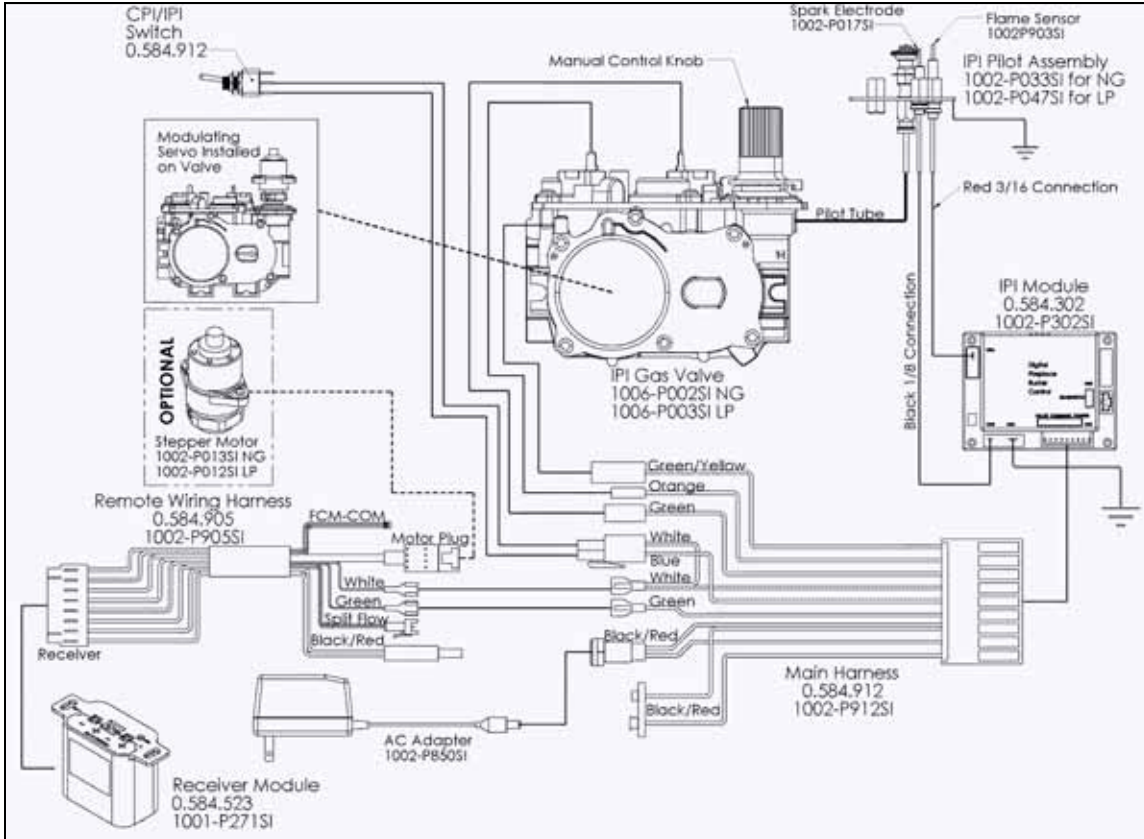 CPI/IPI
Switch
0.584.912
Manual Control Knob
Spark Electrode
1002-P017SI
Flame Sensor
1002P903SI
IPI Pilot Assembly
1002-P033SI for NG
1002-P047SI for LP
Modulating
Servo Installed
on Valve
Red 3/16 Connection
Pilot Tube
Black 1/8 Connection
IPI Module
0.584.302
1002-P302SI
Digital
Fireplace
Burner
Control
IPI Gas Valve
1006-P002SI NG
1006-P003SI LP
OPTIONAL
Stepper Motor
1002-P013SI NG
1002-P012SI LP
Remote Wiring Harness
0.584.905
1002-P905SI
FCM-COM
Motor Plug
Green/Yellow
Orange
Green
White
Blue
White
White
Green
Green
Split Flow
Black/Red
Black/Red
Receiver
Main Harness
0.584.912
1002-P912SI
Black/Red
AC Adapter
1002-P850SI
Receiver Module
0.584.523
1001-P271SI